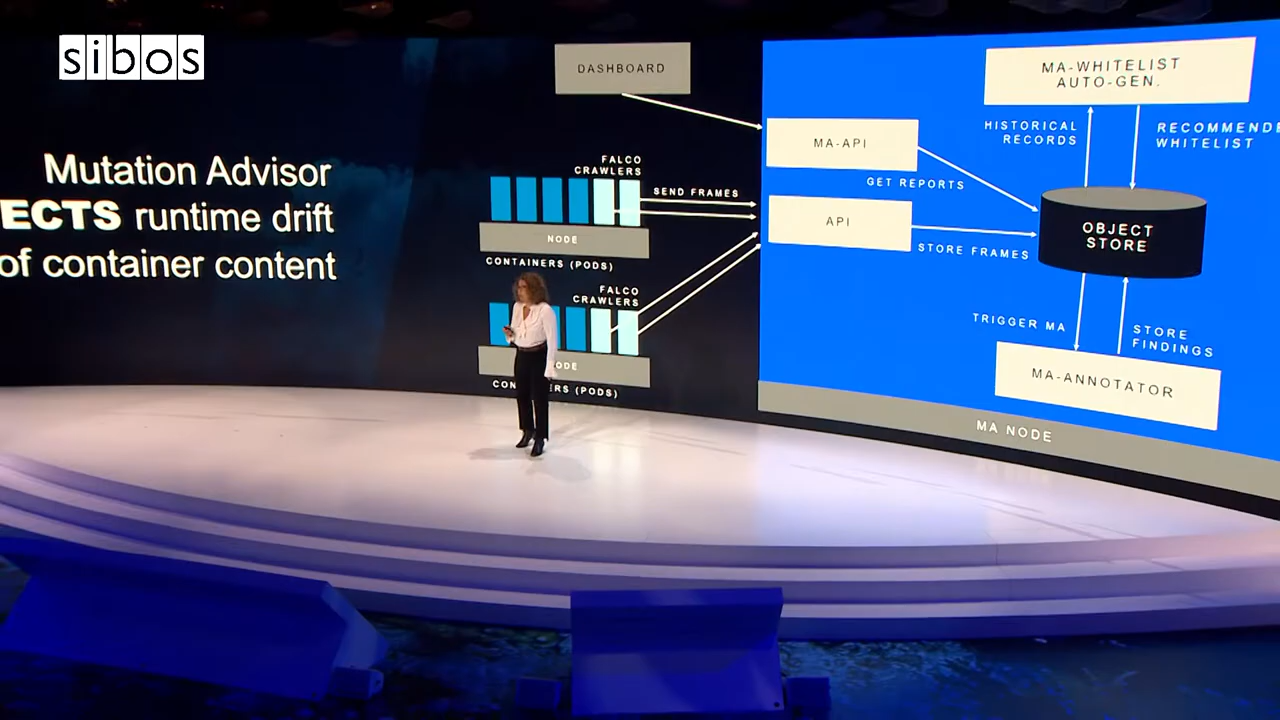 sibos
Mutation Advisor
ECTS runtime drift
of container content
DASHBOARD
FALCO
CRAWLERS
SEND FRAMES
NODE
CONTAINERS (PODS)
FALCO
CRAWLERS
ODE
CONT
ERS (PODS)
MA-API
GET REPORTS
API
STORE FRAMES
MA-WHITELIST
AUTO-GEN.
HISTORICAL
RECORDS
RECOMMENDE
WHITELIST
OBJECT
STORE
TRIGGER MA
STORE
FINDINGS
MA-ANNOTATOR
MA NODE